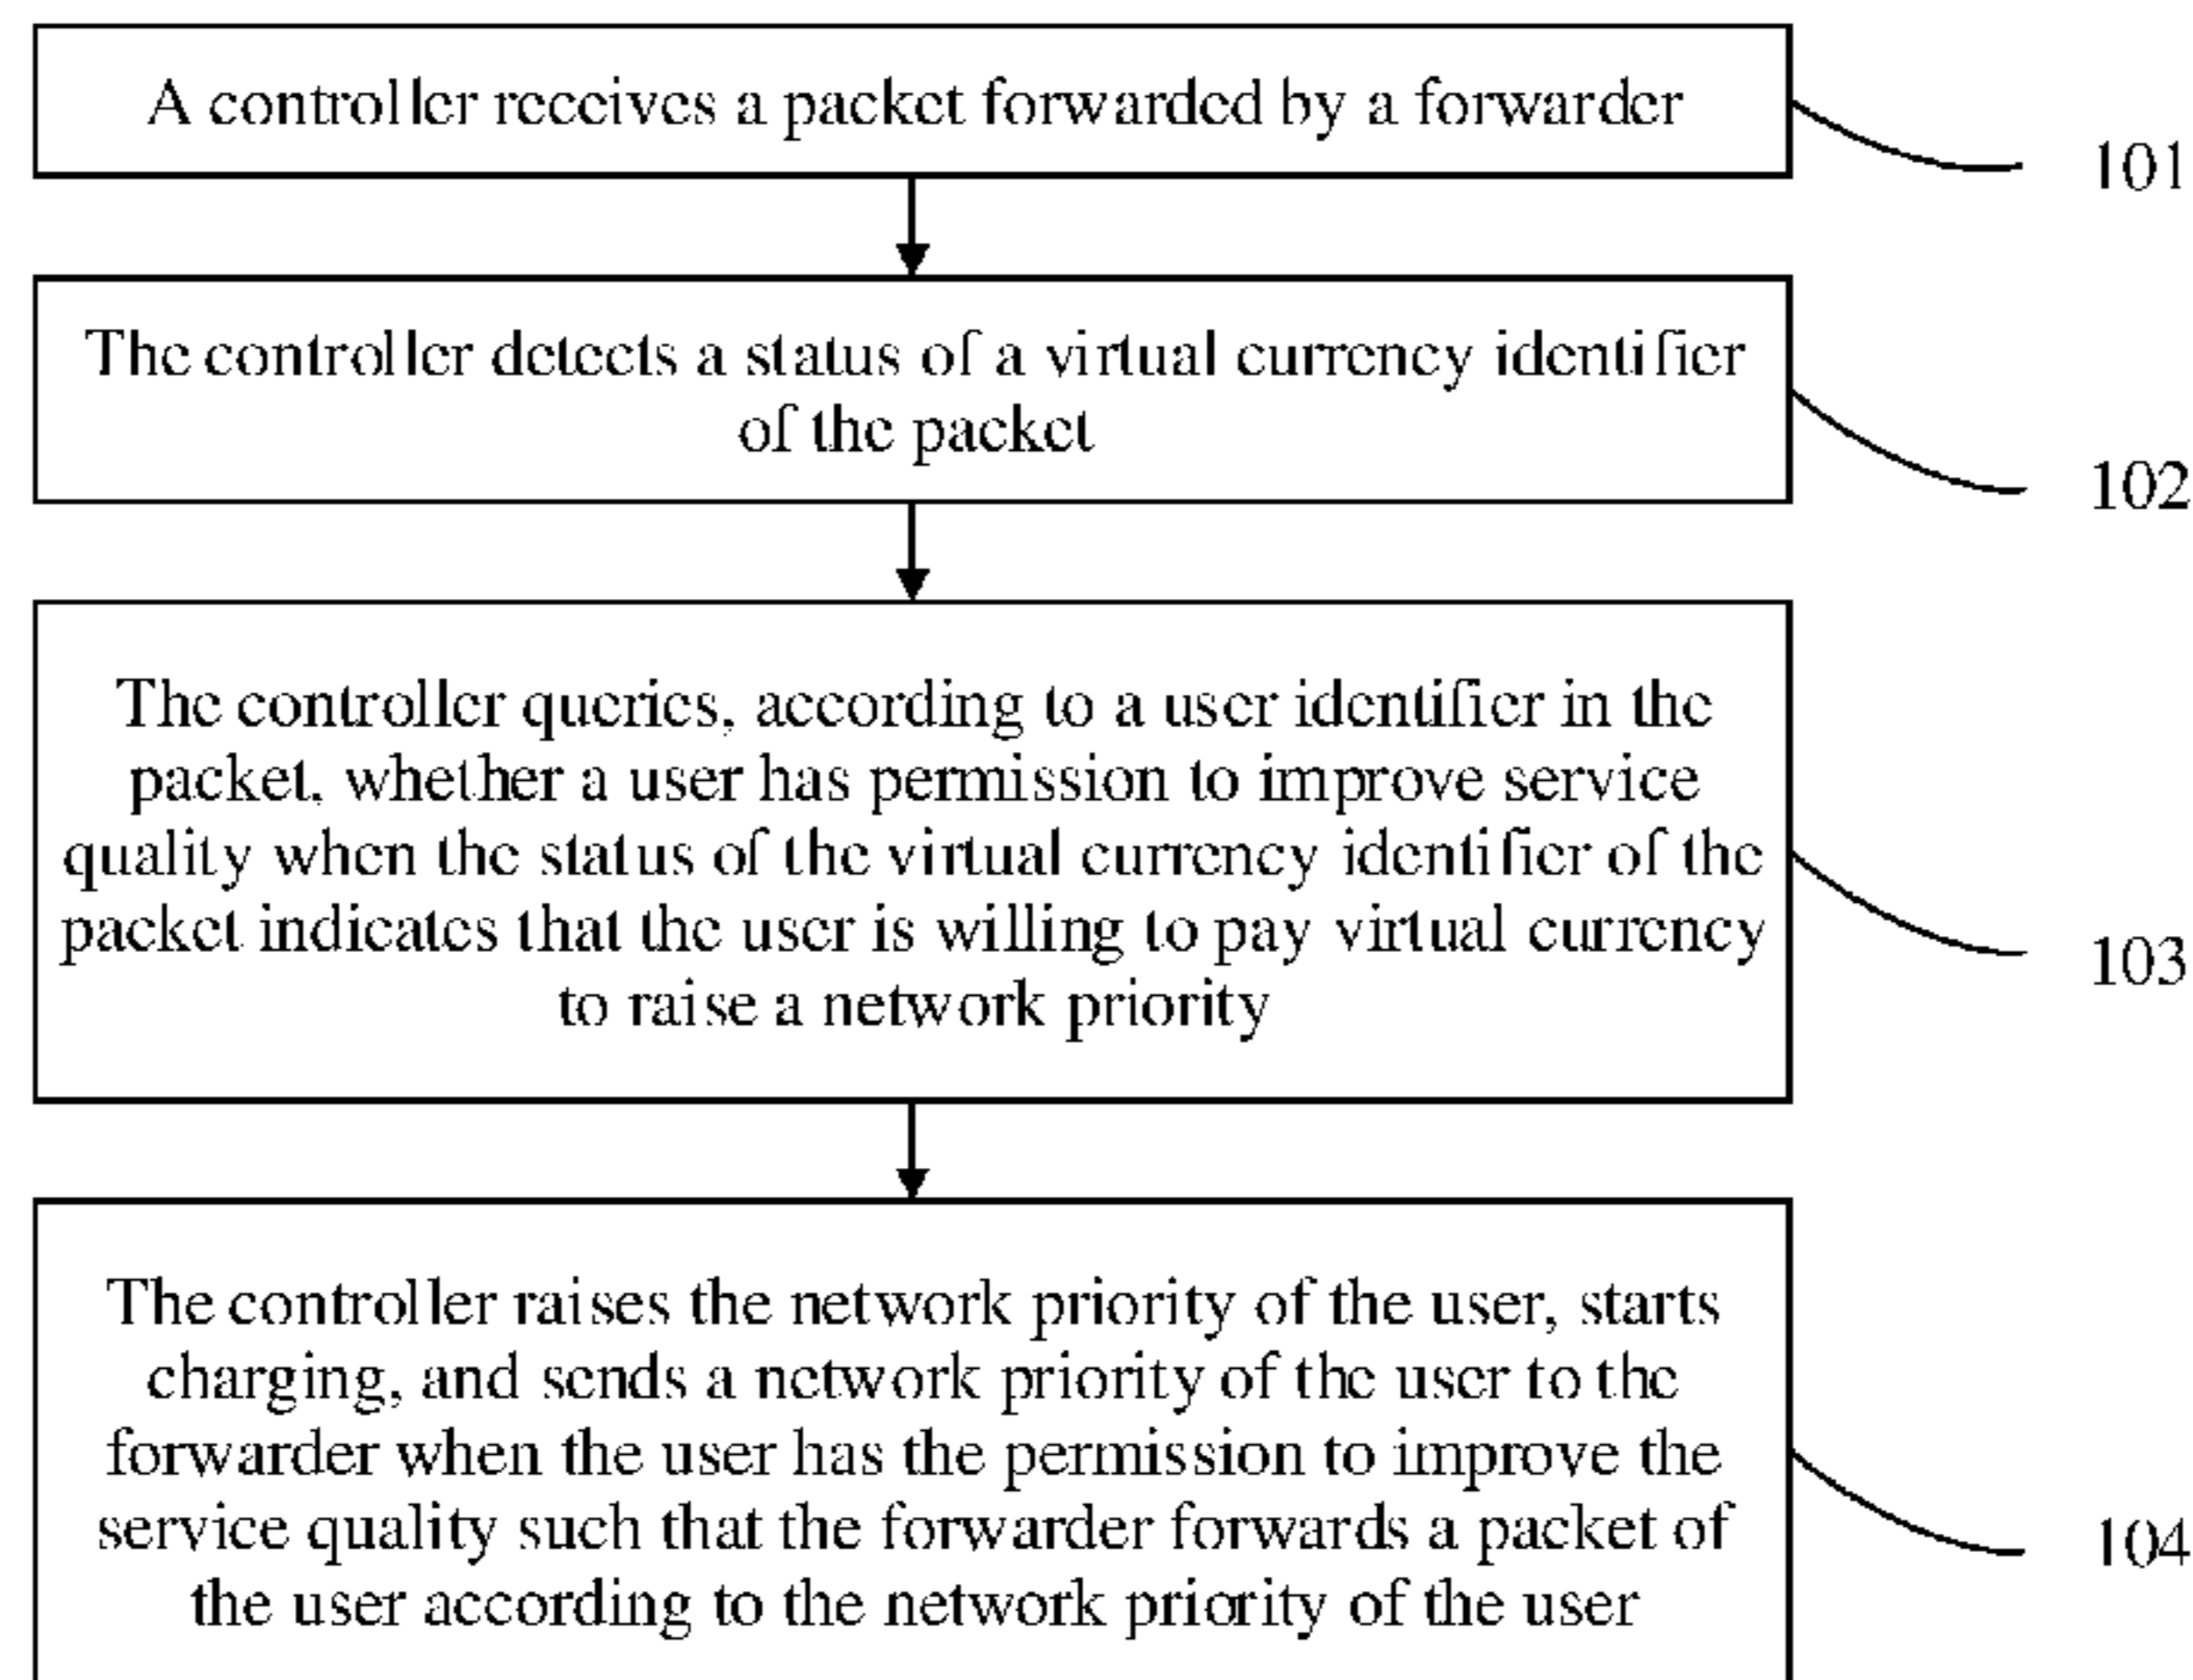 A controller receives a packet forwarded by a forwarder
101
The controller detects a status of a virtual currency identifier
of the packet
102
The controller queries, according to a user identifier in the
packet, whether a user has permission to improve service
quality when the status of the virtual currency identifier of the
packet indicates that the user is willing to pay virtual currency
to raise a network priority
103
The controller raises the network priority of the user, starts
charging, and sends a network priority of the user to the
forwarder when the user has the permission to improve the
service quality such that the forwarder forwards a packet of
the user according to the network priority of the user
104